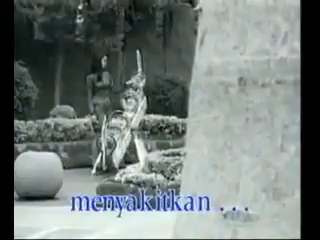 menyakitkan . . .